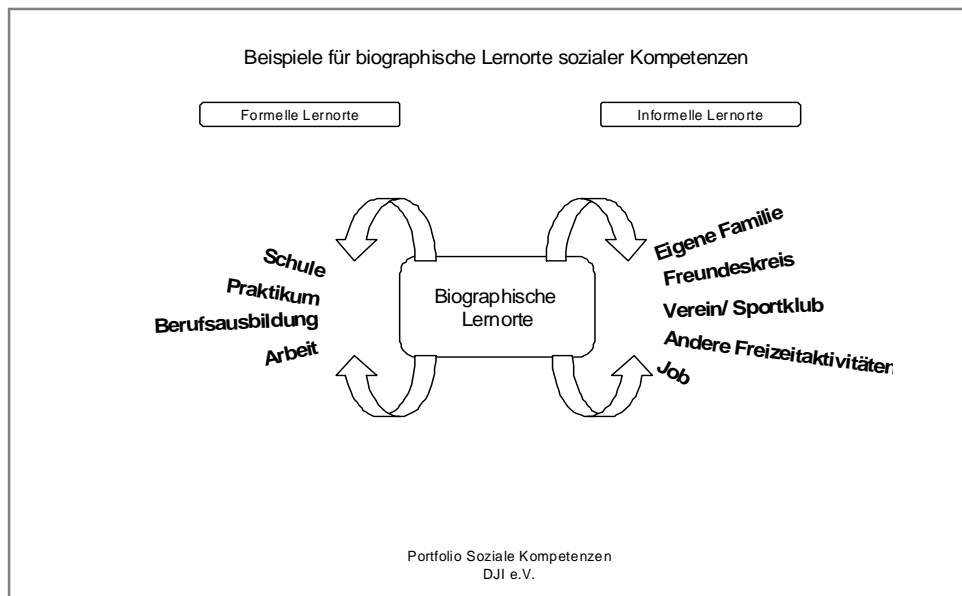 Beispiele für biographische Lernorte sozialer Kompetenzen
Formelle Lernorte
Informelle Lernorte
Schule
Praktikum
Berufsausbildung
Arbeit
Biographische
Lernorte
Eigene Familie
Freundeskreis
Verein/ Sportklub
Andere Freizeitaktivitäten
Job
Portfolio Soziale Kompetenzen
DJI e.V.